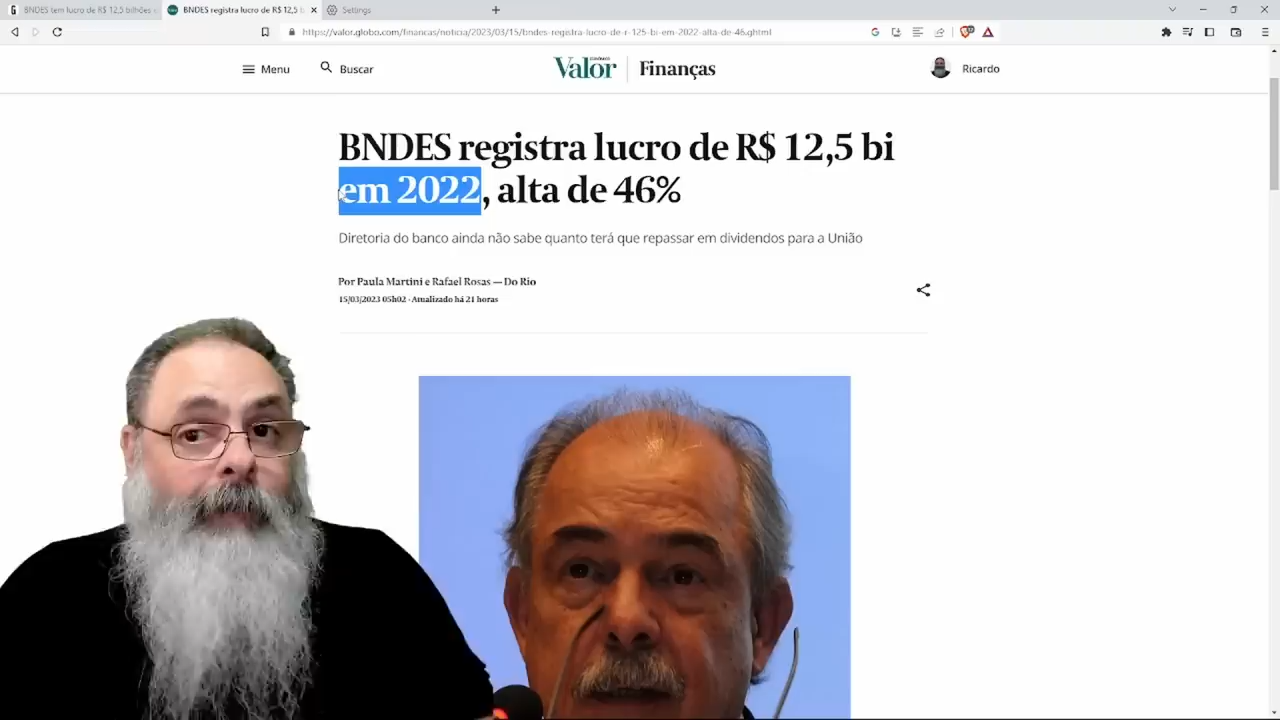 BNDES tem lucro de R$ 12,5 bilhões
BNDES registra lucro de R$ 12,5 b
Settings
https://valor.globo.com/financas/noticia/2023/03/15/bndes-registra-lucro-de-r-125-bi-em-2022-alta-de-46.ghtml
Menu
Buscar
Valor
ECONÔMICO
Finanças
Ricardo
BNDES registra lucro de R$ 12,5 bi
em 2022, alta de 46%
Diretoria do banco ainda não sabe quanto terá que repassar em dividendos para a União
Por Paula Martini e Rafael Rosas — Do Rio
15/03/2023 05h02 · Atualizado há 21 horas